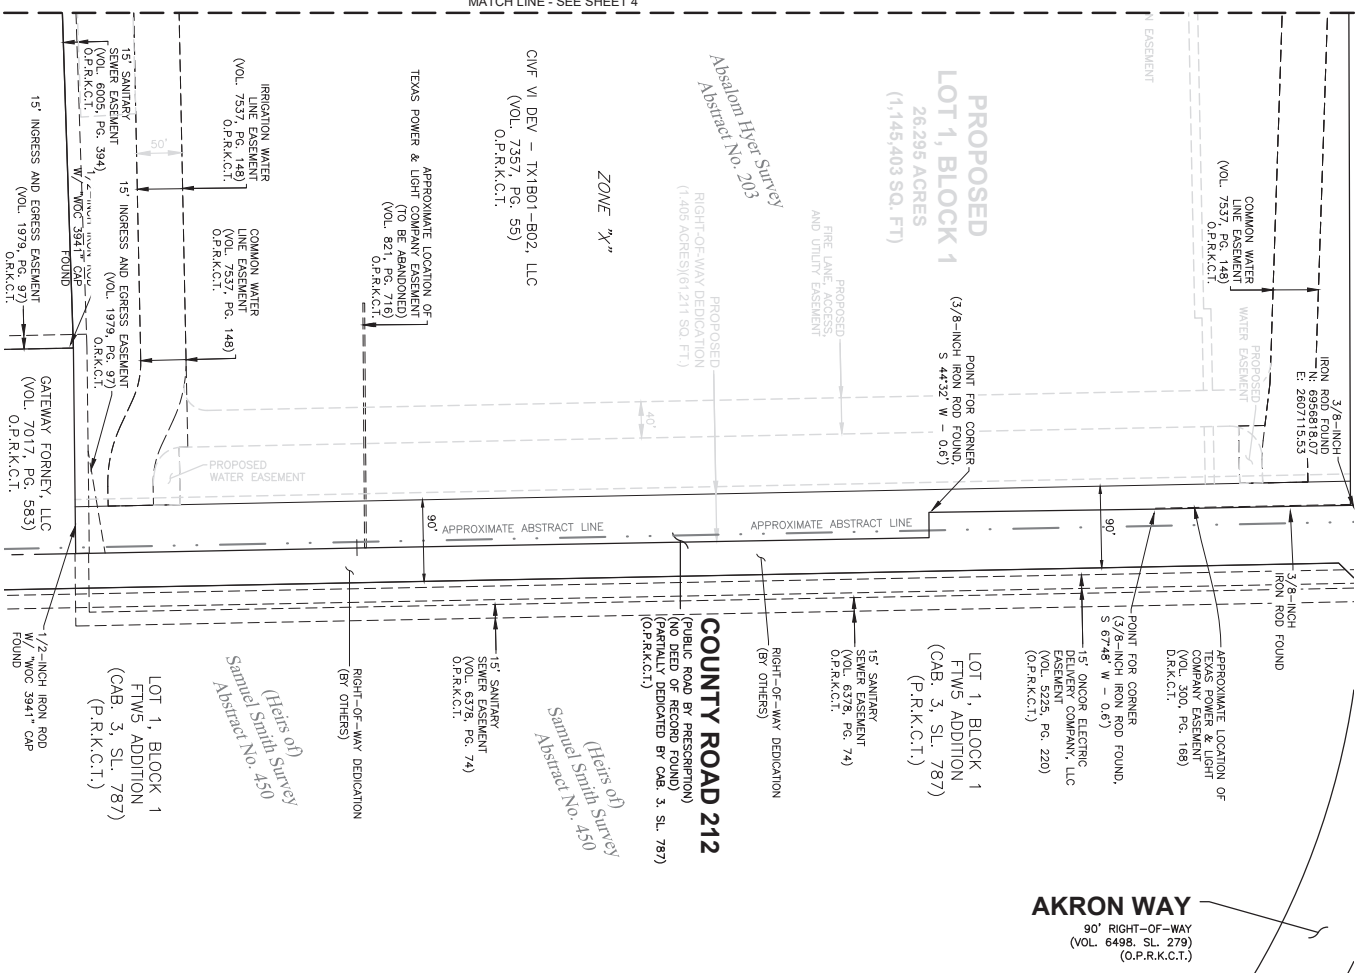 MATCH LINE - SEE SHEET 4
15' SANITARY
SEWER EASEMENT
(VOL. 6005, PG. 394)
O.P.R.K.C.T.
15' INGRESS AND EGRESS EASEMENT
(VOL. 1979, PG. 97)
O.R.K.C.T.
1/2-INCH IRON ROD
W/ "WOC 3941" CAP
FOUND
15' INGRESS AND EGRESS EASEMENT
(VOL. 1979, PG. 97)
O.R.K.C.T.
50'
IRRIGATION WATER
LINE EASEMENT
(VOL. 7537, PG. 148)
O.P.R.K.C.T.
COMMON WATER
LINE EASEMENT
(VOL. 7537, PG. 148)
O.P.R.K.C.T.
APPROXIMATE LOCATION OF
TEXAS POWER & LIGHT COMPANY EASEMENT
(TO BE ABANDONED)
(VOL. 821, PG. 716)
O.P.R.K.C.T.
CIVF VI DEV – TX1B01–B02, LLC
(VOL. 7357, PG. 55)
O.P.R.K.C.T.
ZONE "X"
Absalom Hyer Survey
Abstract No. 203
PROPOSED
LOT 1, BLOCK 1
26.295 ACRES
(1,145,403 SQ. FT)
PROPOSED
FIRE LANE, ACCESS,
AND UTILITY EASEMENT
PROPOSED
RIGHT-OF-WAY DEDICATION
(1.405 ACRES)(61,211 SQ. FT.)
N EASEMENT
COMMON WATER
LINE EASEMENT
(VOL. 7537, PG. 148)
O.P.R.K.C.T.
PROPOSED
WATER EASEMENT
3/8-INCH
IRON ROD FOUND
N: 6956818.07
E: 2607115.53
POINT FOR CORNER
(3/8-INCH IRON ROD FOUND,
S 44°32' W – 0.6')
40'
PROPOSED
WATER EASEMENT
GATEWAY FORNEY, LLC
(VOL. 7017, PG. 583)
O.P.R.K.C.T.
90'
APPROXIMATE ABSTRACT LINE
APPROXIMATE ABSTRACT LINE
90'
1/2-INCH IRON ROD
W/ "WOC 3941" CAP
FOUND
3/8-INCH
IRON ROD FOUND
APPROXIMATE LOCATION OF
TEXAS POWER & LIGHT
COMPANY EASEMENT
(VOL. 300, PG. 168)
D.R.K.C.T.
POINT FOR CORNER
(3/8-INCH IRON ROD FOUND,
S 67°48' W – 0.6')
15' ONCOR ELECTRIC
DELIVERY COMPANY, LLC
EASEMENT
(VOL. 5225, PG. 220)
(O.P.R.K.C.T.)
LOT 1, BLOCK 1
FTW5 ADDITION
(CAB. 3, SL. 787)
(P.R.K.C.T.)
15' SANITARY
SEWER EASEMENT
(VOL. 6378, PG. 74)
O.P.R.K.C.T.
RIGHT-OF-WAY DEDICATION
(BY OTHERS)
COUNTY ROAD 212
(PUBLIC ROAD BY PRESCRIPTION)
(NO DEED OF RECORD FOUND)
(PARTIALLY DEDICATED BY CAB. 3. SL. 787)
(O.P.R.K.C.T.)
(Heirs of)
Samuel Smith Survey
Abstract No. 450
15' SANITARY
SEWER EASEMENT
(VOL. 6378, PG. 74)
O.P.R.K.C.T.
RIGHT-OF-WAY DEDICATION
(BY OTHERS)
(Heirs of)
Samuel Smith Survey
Abstract No. 450
LOT 1, BLOCK 1
FTW5 ADDITION
(CAB. 3, SL. 787)
(P.R.K.C.T.)
AKRON WAY
90' RIGHT-OF-WAY
(VOL. 6498. SL. 279)
(O.P.R.K.C.T.)